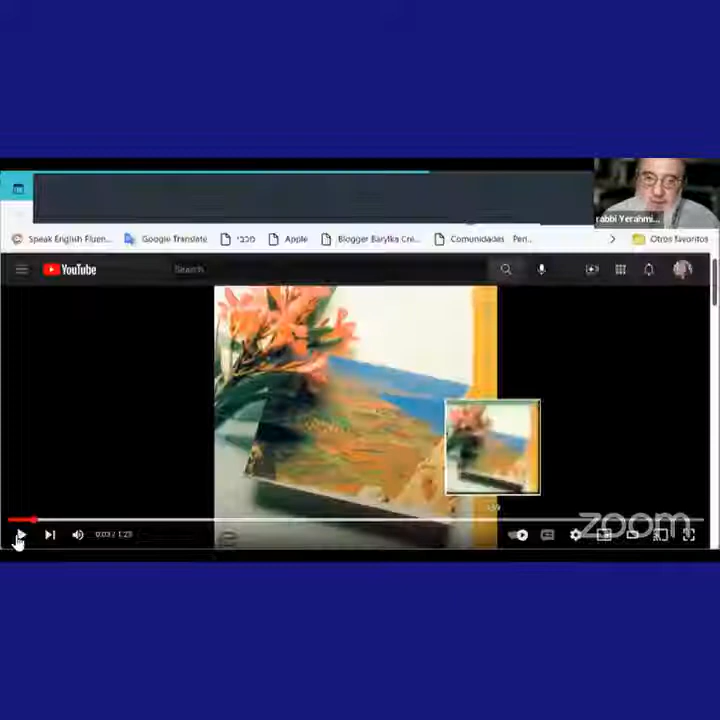 rabbi Yerahmi...
Speak English Fluen... Google Translate מכבי Apple Blogger Barylka Cre... Comunidades Pen... Otros favoritos
YouTube Search
zoom
0:03 / 1:23